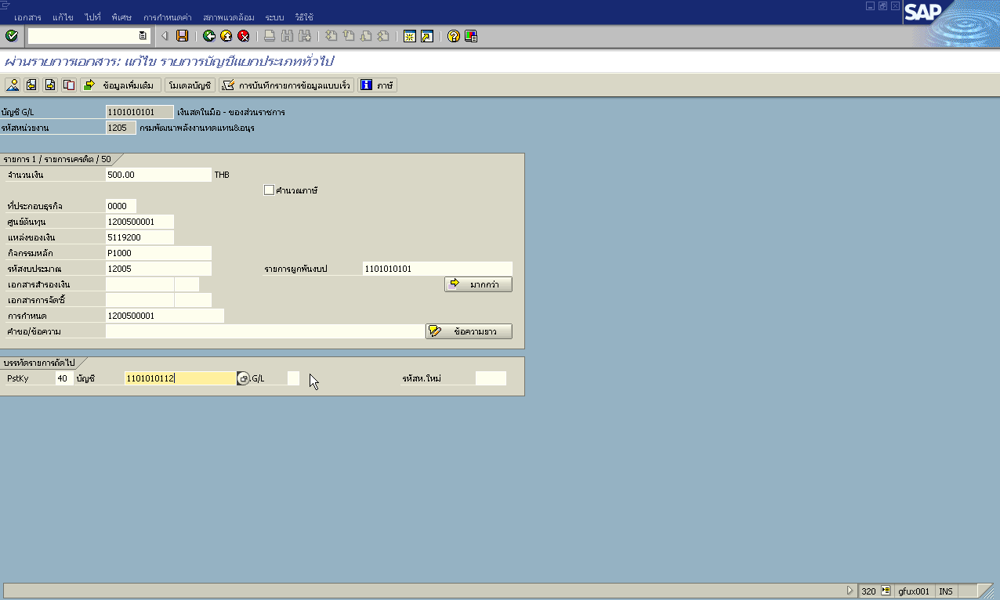 เอกสาร แก้ไข ไปที่ พิเศษ การกำหนดค่า สภาพแวดล้อม ระบบ วิธีใช้
SAP
ผ่านรายการเอกสาร: แก้ไข รายการบัญชีแยกประเภททั่วไป
ข้อมูลเพิ่มเติม โมเดลบัญชี การบันทึกรายการข้อมูลแบบเร็ว ภาษี
บัญชี G/L 1101010101 เงินสดในมือ - ของส่วนราชการ
รหัสหน่วยงาน 1205 กรมพัฒนาพลังงานทดแทน&อนุร
รายการ 1 / รายการเครดิต / 50
จำนวนเงิน 500.00 THB
คำนวณภาษี
ที่ประกอบธุรกิจ 0000
ศูนย์ต้นทุน 1200500001
แหล่งของเงิน 5119200
กิจกรรมหลัก P1000
รหัสงบประมาณ 12005 รายการผูกพันงบป 1101010101
เอกสารสำรองเงิน มากกว่า
เอกสารการจัดซื้
การกำหนด 1200500001
คำขอ/ข้อความ ข้อความยาว
บรรทัดรายการถัดไป
PstKy 40 บัญชี 1101010112 .G/L รหัสห.ใหม่
320 gfux001 INS